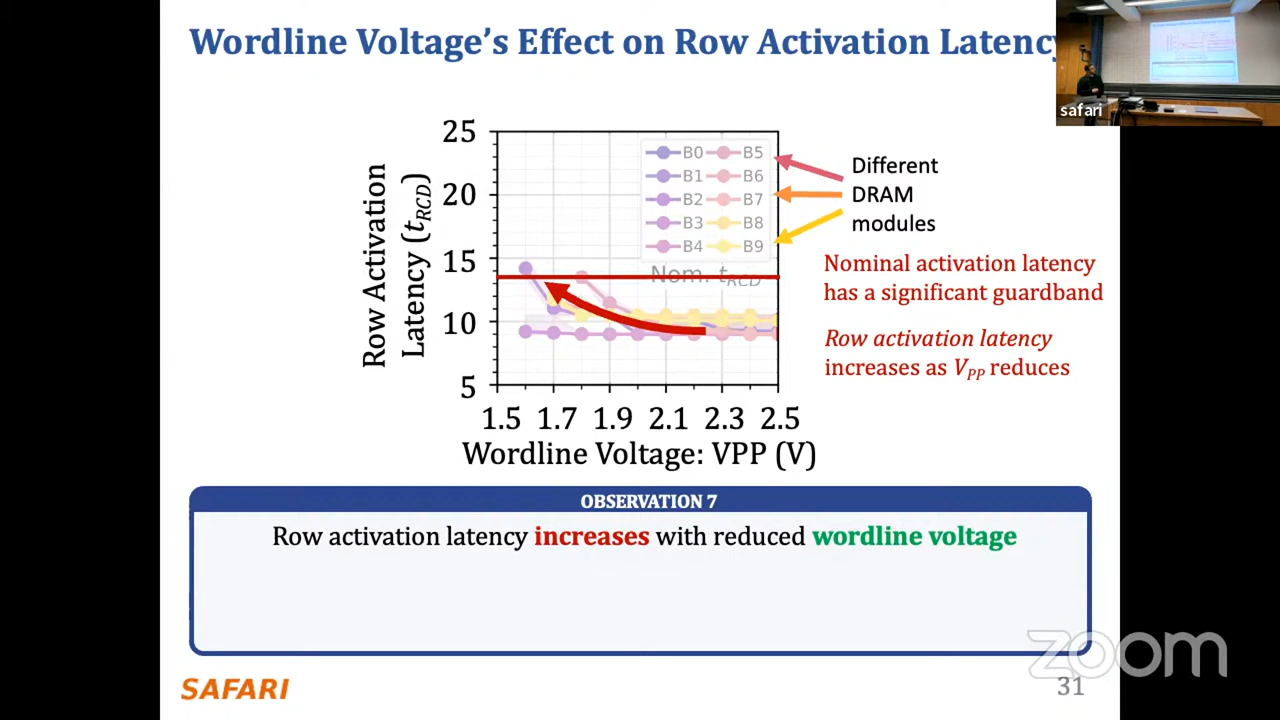 Wordline Voltage's Effect on Row Activation Latency
safari
Row Activation
Latency (tRCD)
25
20
15
10
5
B0 B5
B1 B6
B2 B7
B3 B8
B4 B9
Nom. tRCD
1.5 1.7 1.9 2.1 2.3 2.5
Wordline Voltage: VPP (V)
Different
DRAM
modules
Nominal activation latency
has a significant guardband
Row activation latency
increases as VPP reduces
OBSERVATION 7
Row activation latency increases with reduced wordline voltage
zoom
SAFARI
31